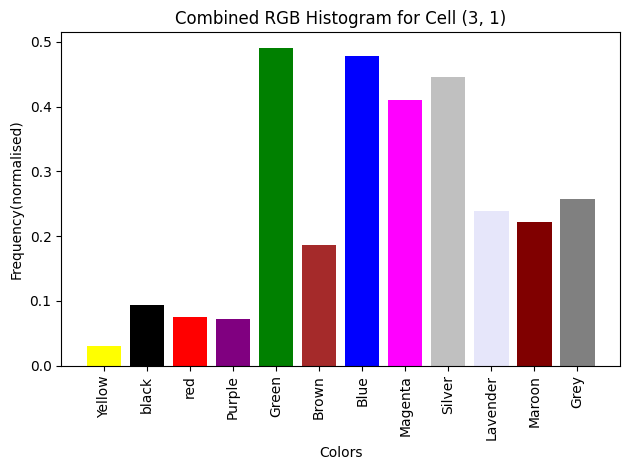 Combined RGB Histogram for Cell (3, 1)
Frequency(normalised)
0.5
0.4
0.3
0.2
0.1
0.0
Yellow
black
red
Purple
Green
Brown
Blue
Magenta
Silver
Lavender
Maroon
Grey
Colors